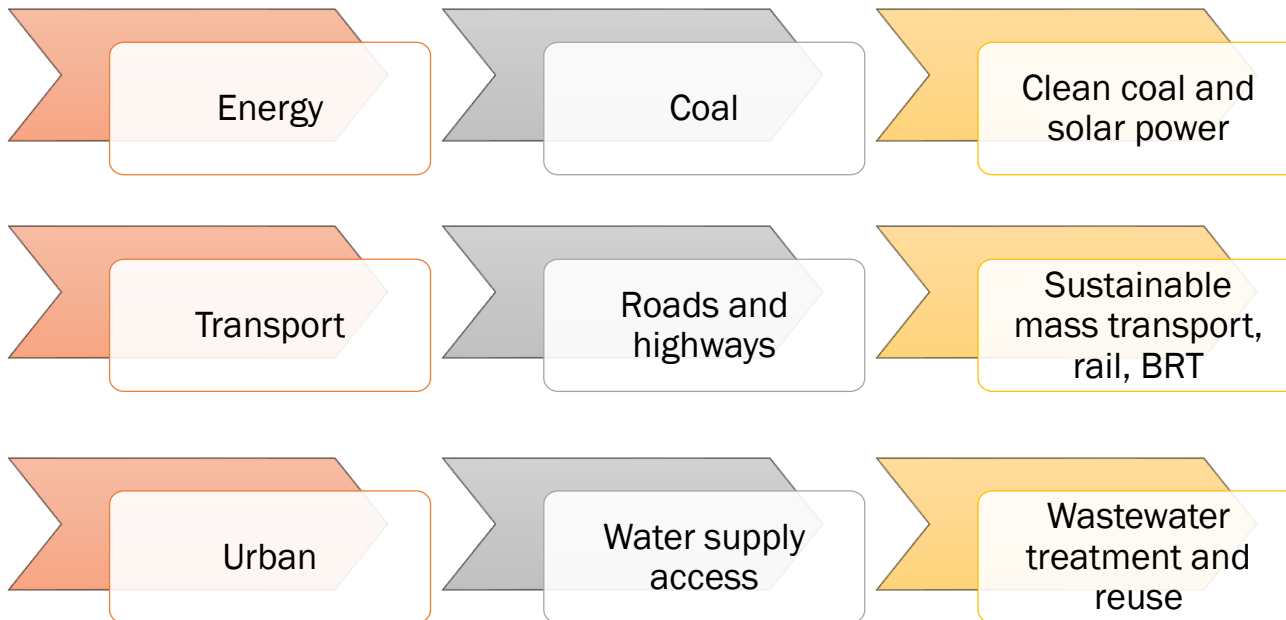 Energy
Coal
Clean coal and
solar power
Transport
Roads and
highways
Sustainable
mass transport,
rail, BRT
Urban
Water supply
access
Wastewater
treatment and
reuse